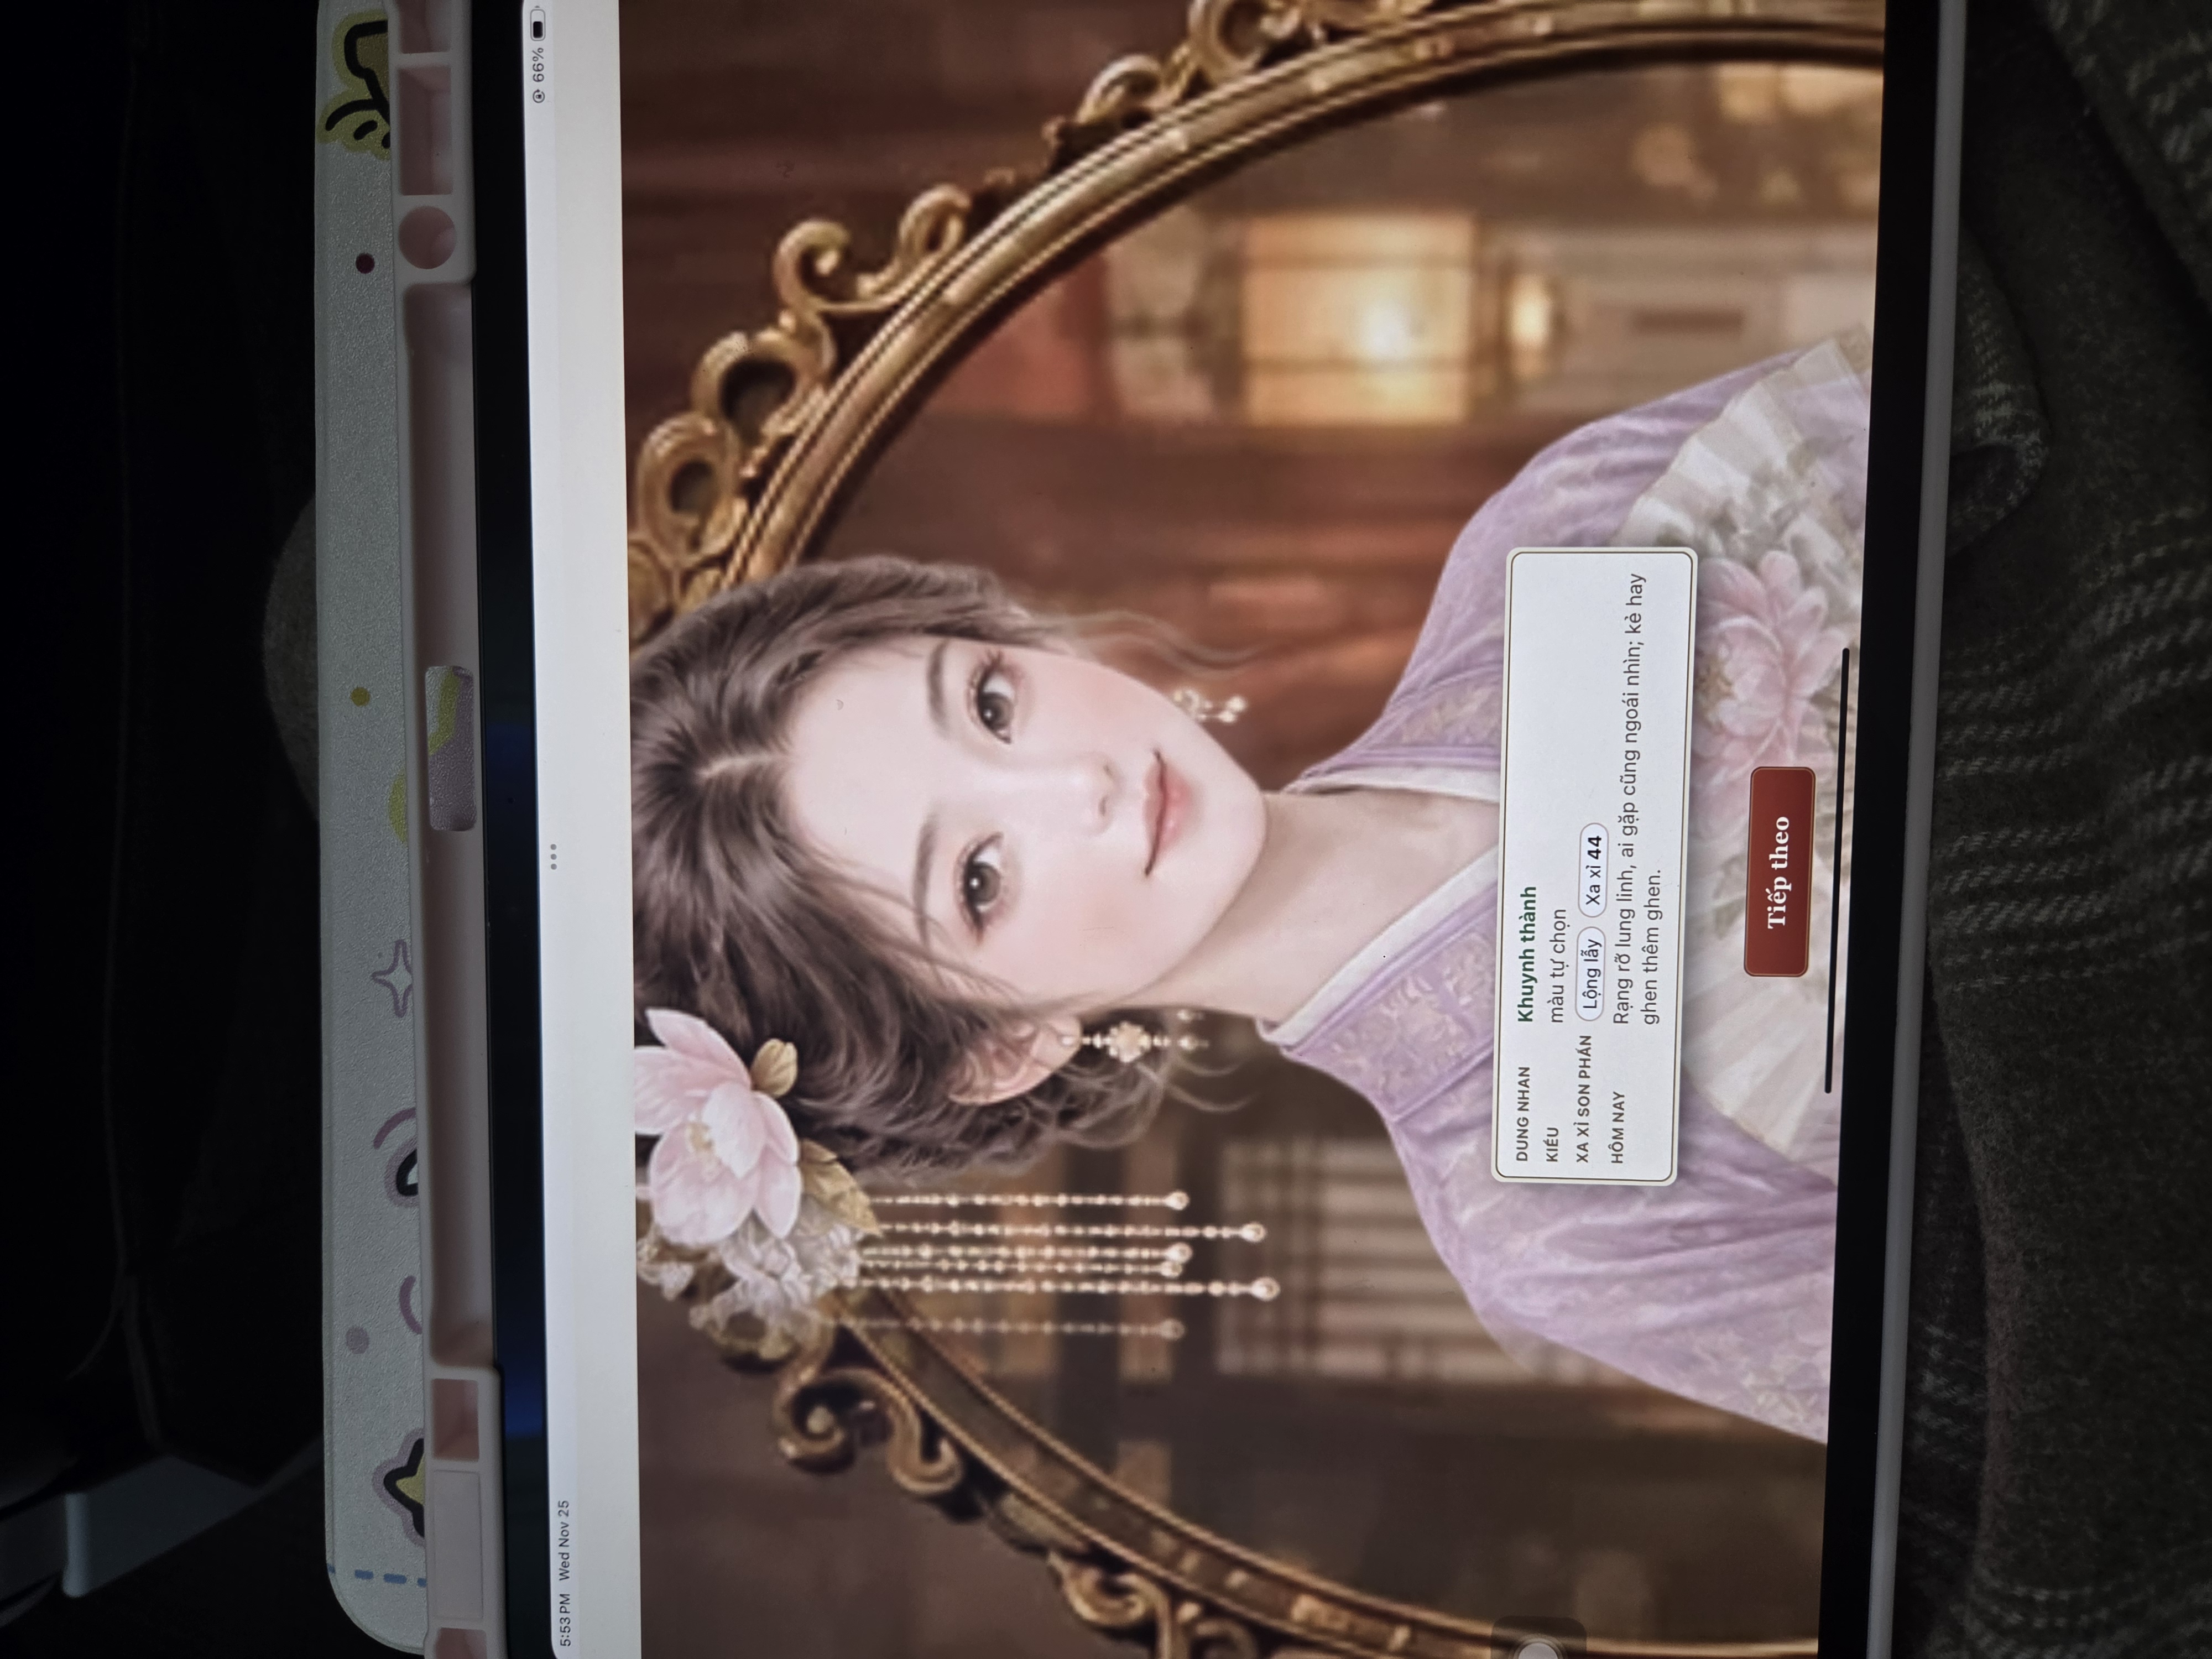 5:53 PM Wed Nov 25
66%
DUNG NHAN Khuynh thành
KIỂU màu tự chọn
XA XỈ SON PHẤN Lộng lẫy Xa xỉ 44
HÔM NAY Rạng rỡ lung linh, ai gặp cũng ngoái nhìn; kẻ hay
ghen thêm ghen.
Tiếp theo